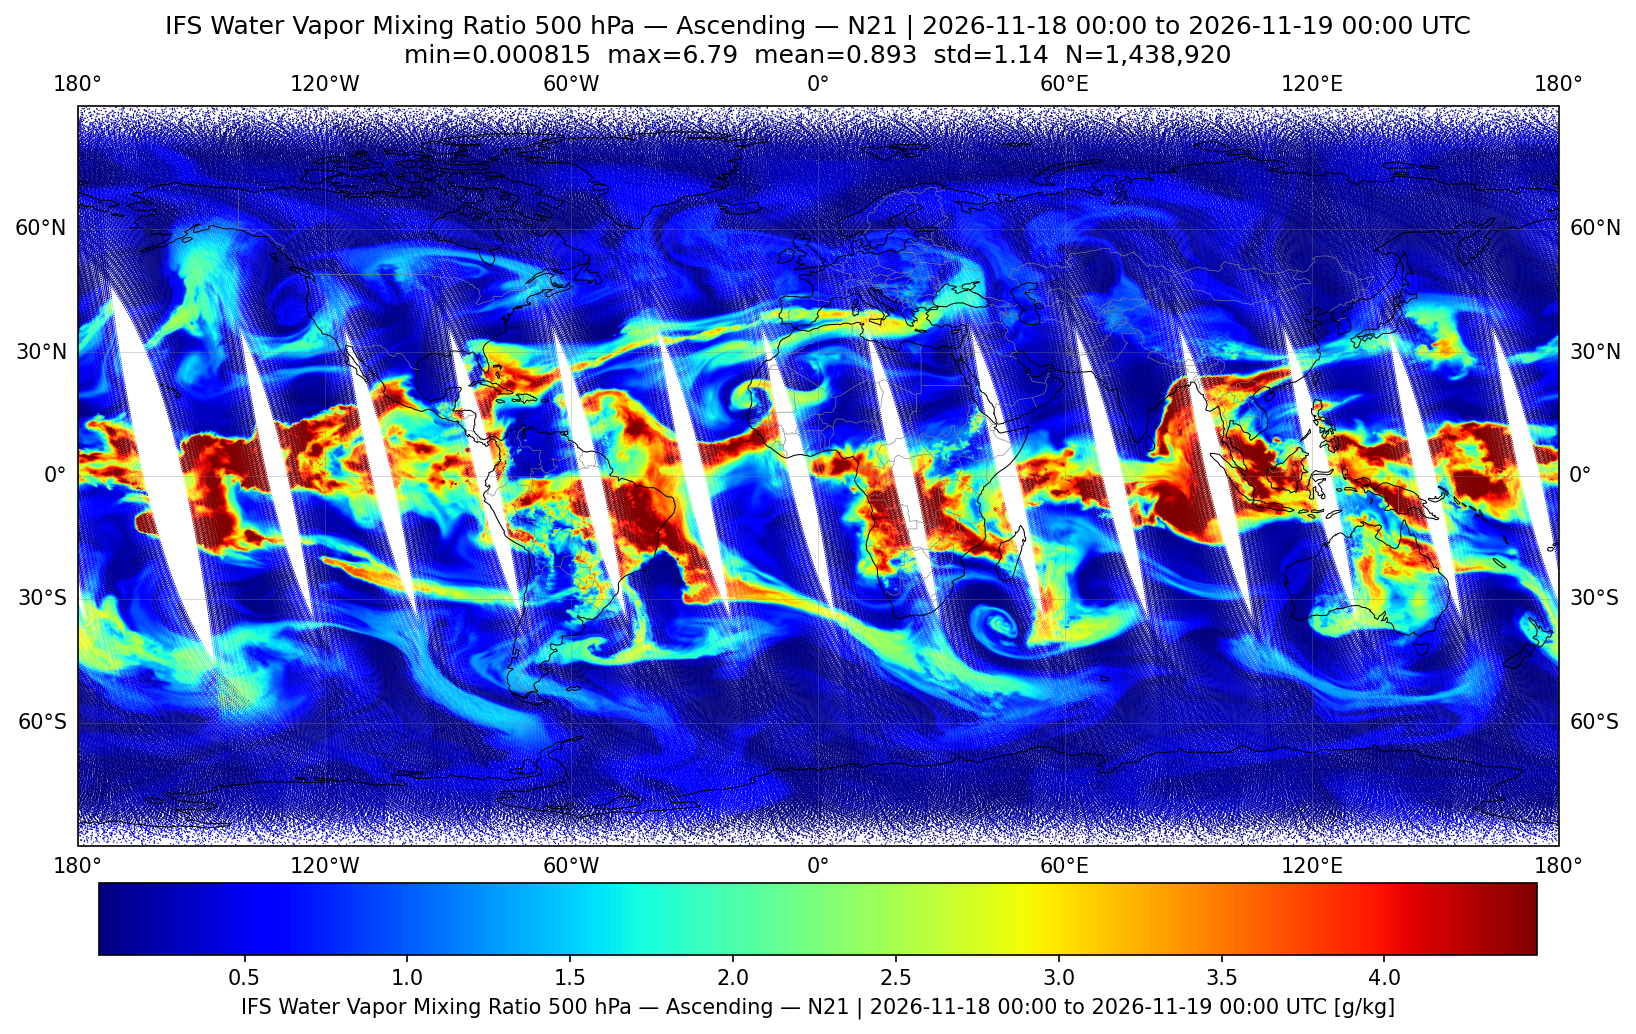 IFS Water Vapor Mixing Ratio 500 hPa — Ascending — N21 | 2026-11-18 00:00 to 2026-11-19 00:00 UTC
min=0.000815 max=6.79 mean=0.893 std=1.14 N=1,438,920
180° 120°W 60°W 0° 60°E 120°E 180°
60°N 60°N
30°N 30°N
0° 0°
30°S 30°S
60°S 60°S
180° 120°W 60°W 0° 60°E 120°E 180°
0.5 1.0 1.5 2.0 2.5 3.0 3.5 4.0
IFS Water Vapor Mixing Ratio 500 hPa — Ascending — N21 | 2026-11-18 00:00 to 2026-11-19 00:00 UTC [g/kg]